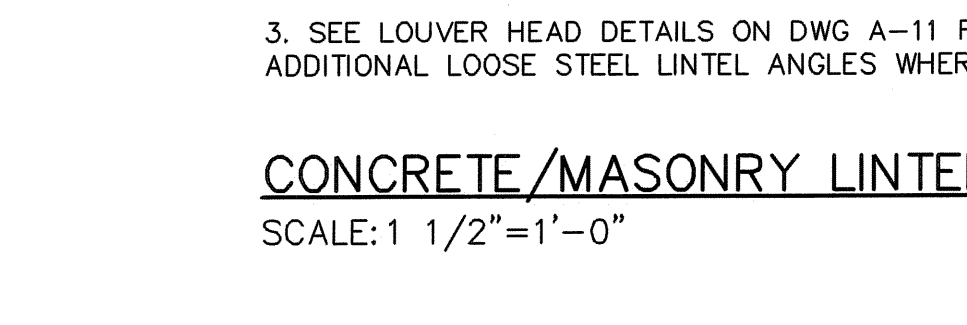 3. SEE LOUVER HEAD DETAILS ON DWG A-11
ADDITIONAL LOOSE STEEL LINTEL ANGLES
CONCRETE/MASONRY
SCALE: 1 1/2"=1'-0"